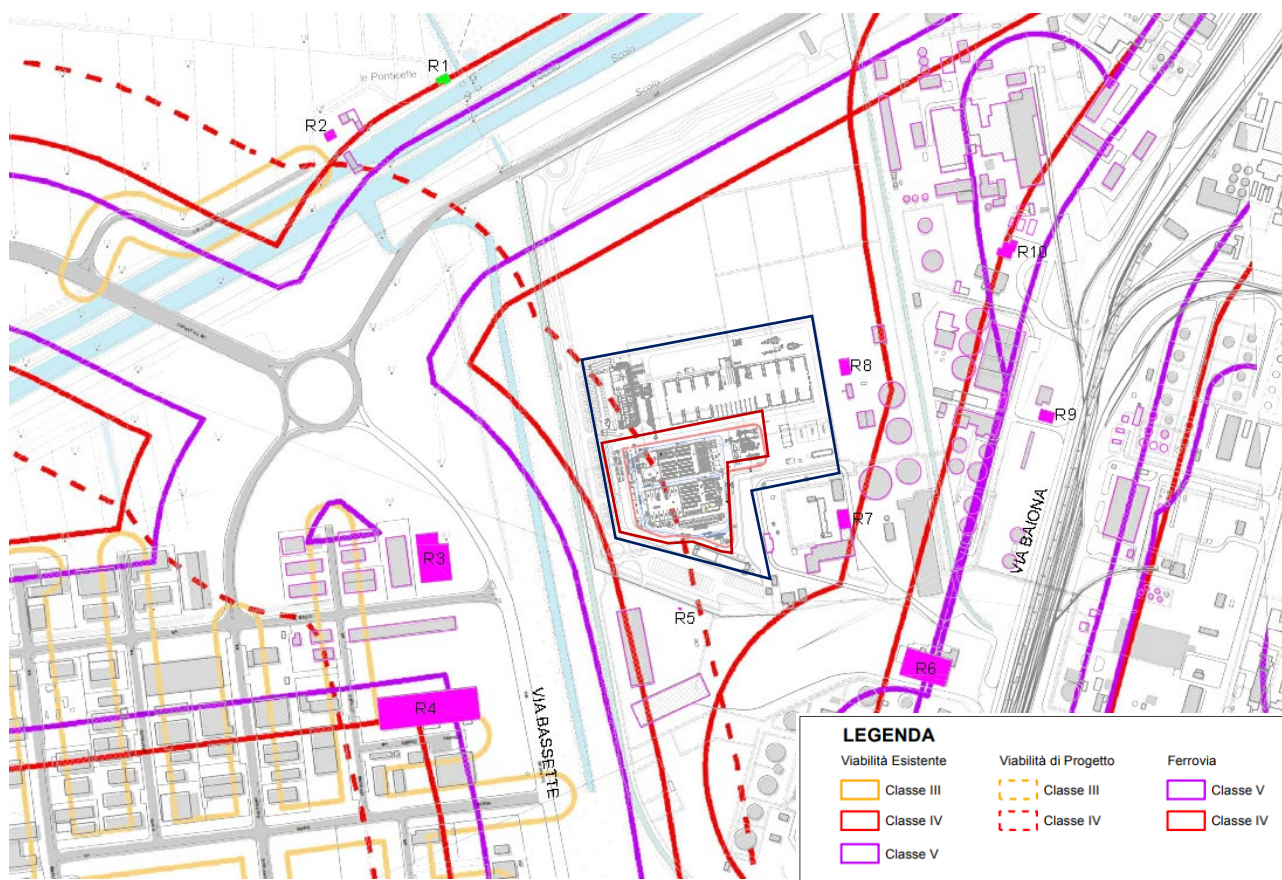 R1
le Ponticelle
Scolo
Scolo
Scolo
R2
R10
R8
R9
R7
VIA BAIONA
R3
R5
R6
R4
VIA BASSETTE
LEGENDA
Viabilità Esistente
Viabilità di Progetto
Ferrovia
Classe III
Classe III
Classe V
Classe IV
Classe IV
Classe IV
Classe V